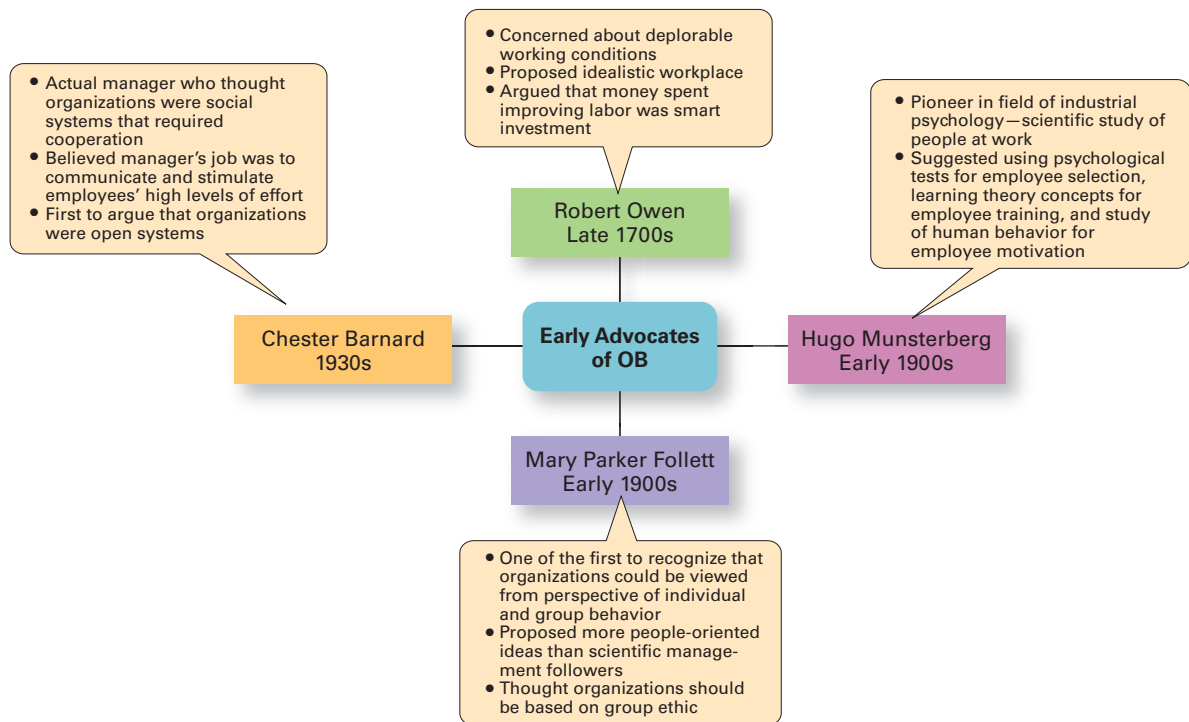 • Concerned about deplorable
working conditions
• Proposed idealistic workplace
• Argued that money spent
improving labor was smart
investment
• Actual manager who thought
organizations were social
systems that required
cooperation
• Believed manager’s job was to
communicate and stimulate
employees’ high levels of effort
• First to argue that organizations
were open systems
• Pioneer in field of industrial
psychology—scientific study of
people at work
• Suggested using psychological
tests for employee selection,
learning theory concepts for
employee training, and study
of human behavior for
employee motivation
Robert Owen
Late 1700s
Chester Barnard
1930s
Early Advocates
of OB
Hugo Munsterberg
Early 1900s
Mary Parker Follett
Early 1900s
• One of the first to recognize that
organizations could be viewed
from perspective of individual
and group behavior
• Proposed more people-oriented
ideas than scientific manage-
ment followers
• Thought organizations should
be based on group ethic